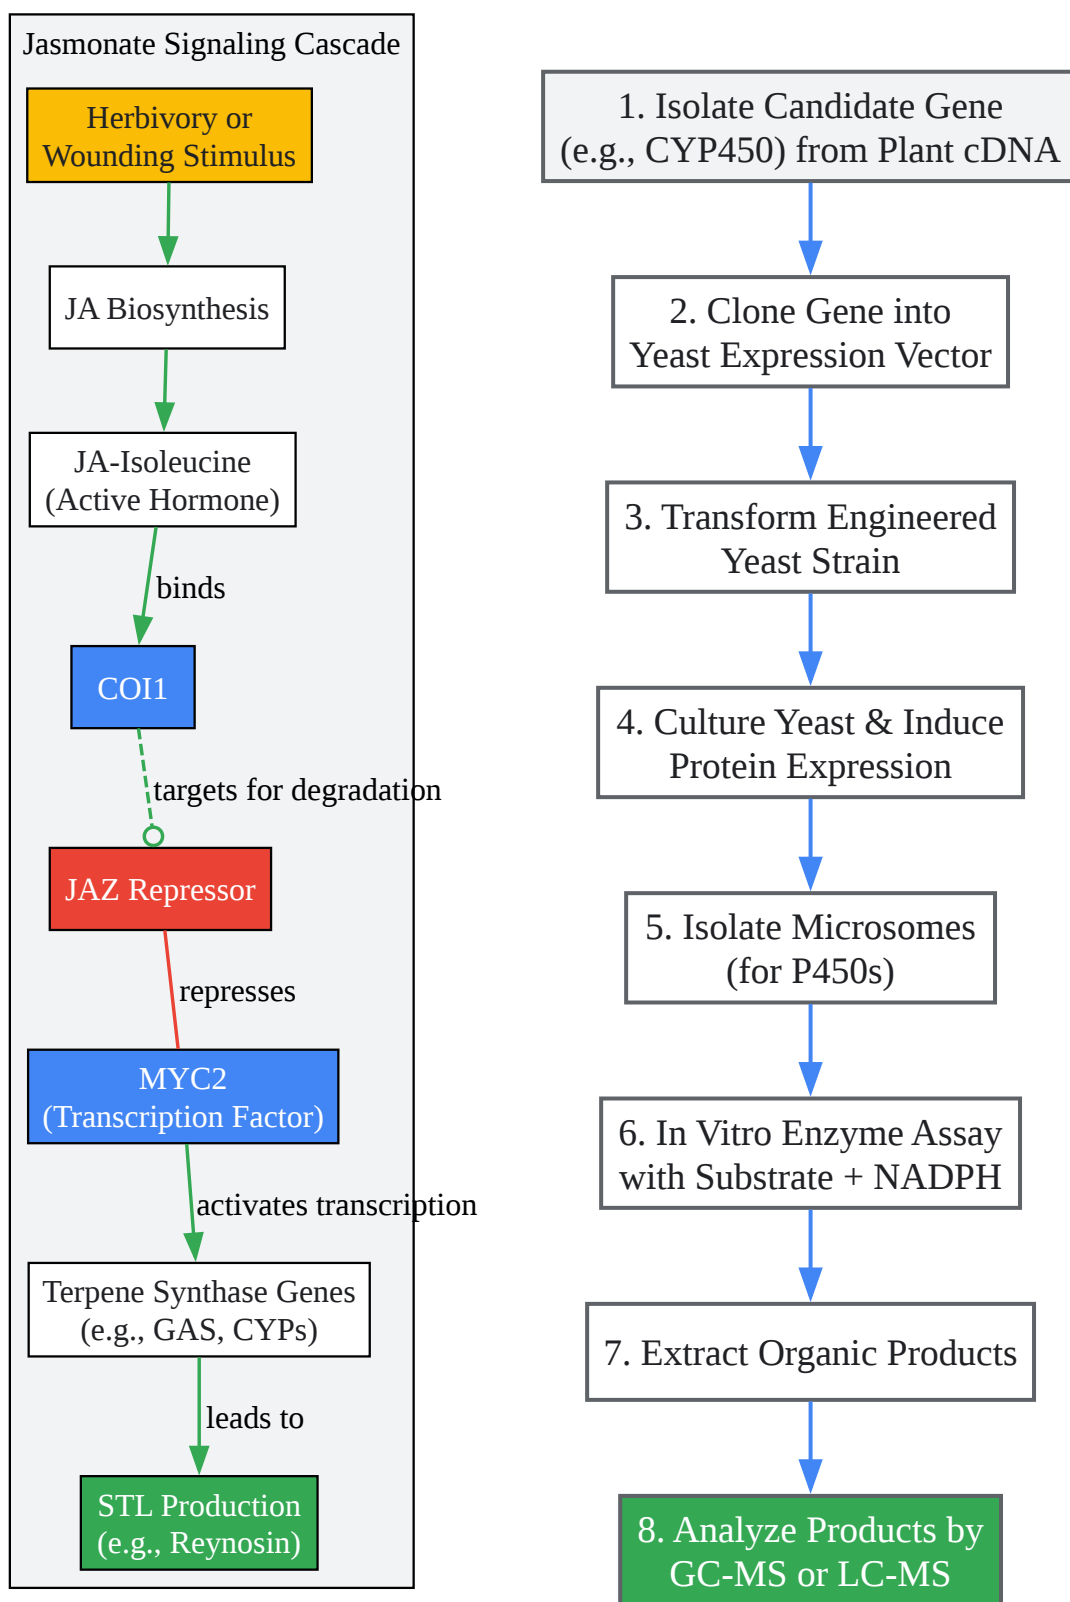 Jasmonate Signaling Cascade
Herbivory or
Wounding Stimulus
JA Biosynthesis
JA-Isoleucine
(Active Hormone)
binds
COI1
targets for degradation
JAZ Repressor
represses
MYC2
(Transcription Factor)
activates transcription
Terpene Synthase Genes
(e.g., GAS, CYPs)
leads to
STL Production
(e.g., Reynosin)
1. Isolate Candidate Gene
(e.g., CYP450) from Plant cDNA
2. Clone Gene into
Yeast Expression Vector
3. Transform Engineered
Yeast Strain
4. Culture Yeast & Induce
Protein Expression
5. Isolate Microsomes
(for P450s)
6. In Vitro Enzyme Assay
with Substrate + NADPH
7. Extract Organic Products
8. Analyze Products by
GC-MS or LC-MS